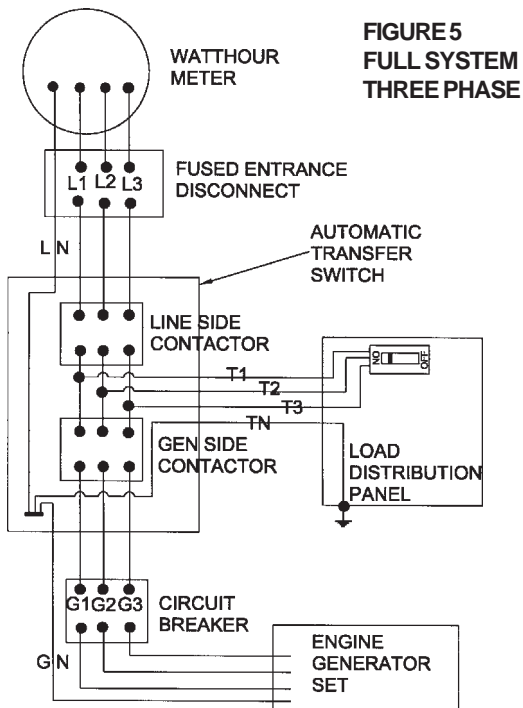 FIGURE 5
FULL SYSTEM
THREE PHASE
WATTHOUR
METER
L1 L2 L3
FUSED ENTRANCE
DISCONNECT
LN
AUTOMATIC
TRANSFER
SWITCH
LINE SIDE
CONTACTOR
ON
OFF
T1
T2
T3
TN
GEN SIDE
CONTACTOR
LOAD
DISTRIBUTION
PANEL
G1 G2 G3
CIRCUIT
BREAKER
GN
ENGINE
GENERATOR
SET